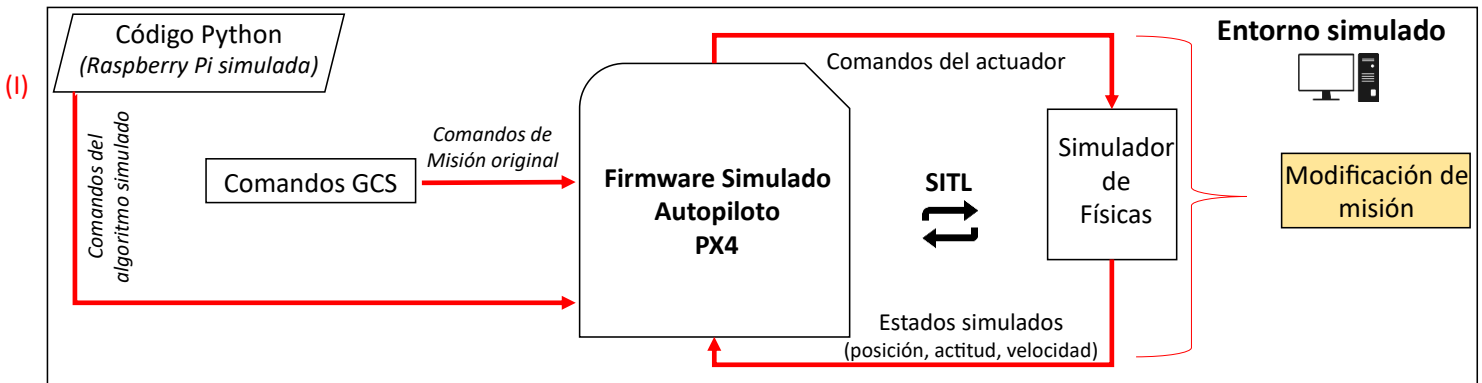 (I)
Código Python
(Raspberry Pi simulada)
Comandos del
algoritmo simulado
Comandos GCS
Comandos de
Misión original
Firmware Simulado
Autopiloto
PX4
Comandos del actuador
SITL
Simulador
de
Físicas
Estados simulados
(posición, actitud, velocidad)
Entorno simulado
Modificación de
misión